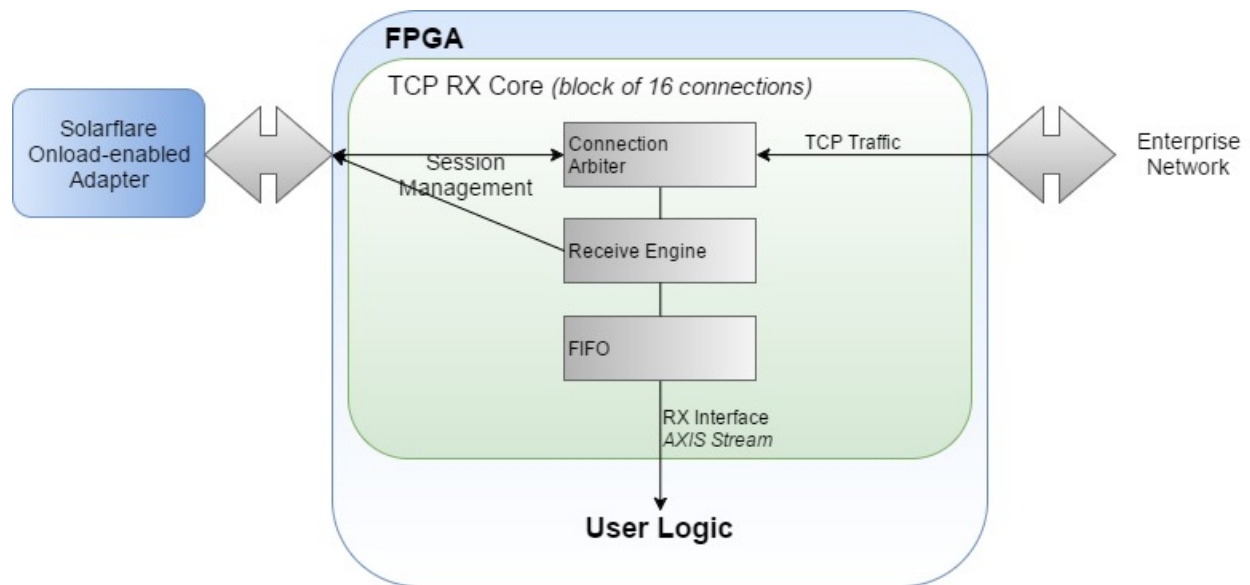 FPGA
TCP RX Core (block of 16 connections)
Solarflare
Onload-enabled
Adapter
Session
Management
Connection
Arbiter
TCP Traffic
Enterprise
Network
Receive Engine
FIFO
RX Interface
AXIS Stream
User Logic